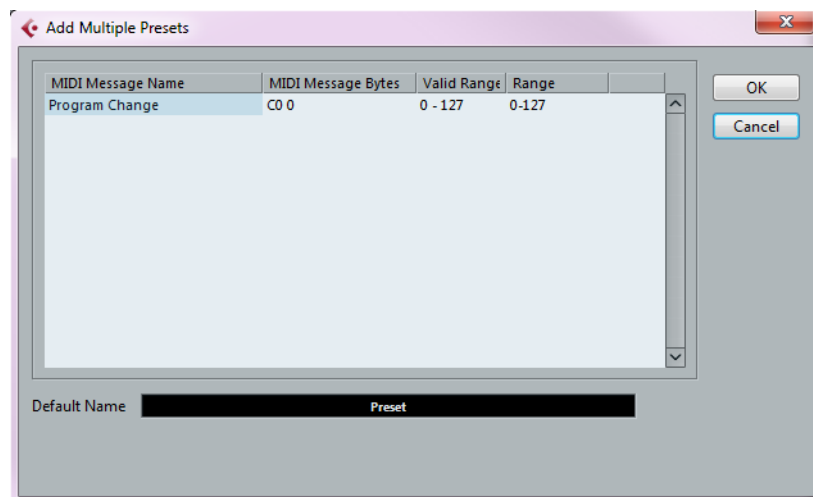 Add Multiple Presets
MIDI Message Name MIDI Message Bytes Valid Range Range
Program Change C0 0 0 - 127 0-127
OK
Cancel
Default Name Preset